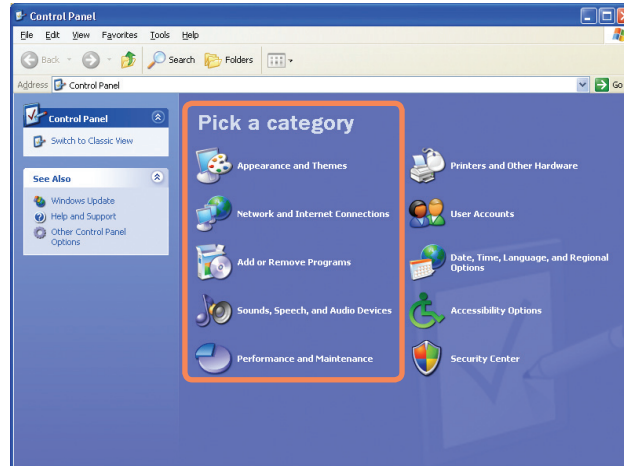 Control Panel
File Edit View Favorites Tools Help
Back Search Folders
Address Control Panel Go
Control Panel
Switch to Classic View
See Also
Windows Update
Help and Support
Other Control Panel
Options
Pick a category
Appearance and Themes
Network and Internet Connections
Add or Remove Programs
Sounds, Speech, and Audio Devices
Performance and Maintenance
Printers and Other Hardware
User Accounts
Date, Time, Language, and Regional
Options
Accessibility Options
Security Center